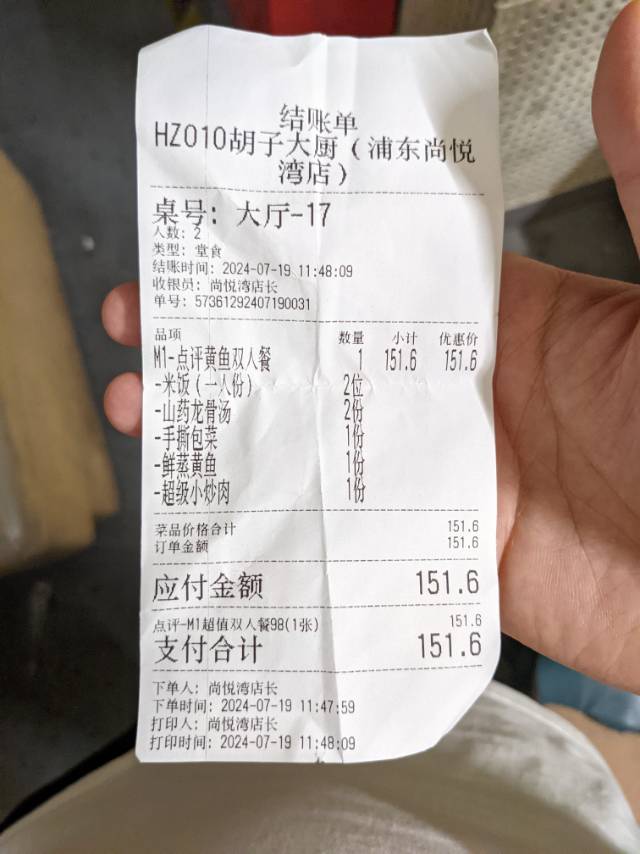 结账单
HZ010胡子大厨(浦东尚悦
湾店)
桌号: 大厅-17
人数: 2
类型: 堂食
结账时间: 2024-07-19 11:48:09
收银员: 尚悦湾店长
单号: 57361292407190031
品项 数量 小计 优惠价
M1-点评黄鱼双人餐 1 151.6 151.6
-米饭(一人份) 2位
-山药龙骨汤 2份
-手撕包菜 1份
-鲜蒸黄鱼 1份
-超级小炒肉 1份
菜品价格合计 151.6
订单金额 151.6
应付金额 151.6
点评-M1超值双人餐98(1张) 151.6
支付合计 151.6
下单人: 尚悦湾店长
下单时间: 2024-07-19 11:47:59
打印人: 尚悦湾店长
打印时间: 2024-07-19 11:48:09